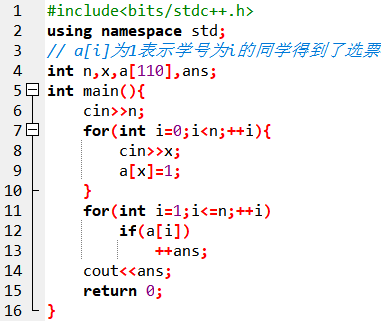 1 #include<bits/stdc++.h>
2 using namespace std;
3 // a[i]为1表示学号为i的同学得到了选票
4 int n,x,a[110],ans;
5 int main(){
6 cin>>n;
7 for(int i=0;i<n;++i){
8 cin>>x;
9 a[x]=1;
10 }
11 for(int i=1;i<=n;++i)
12 if(a[i])
13 ++ans;
14 cout<<ans;
15 return 0;
16 }